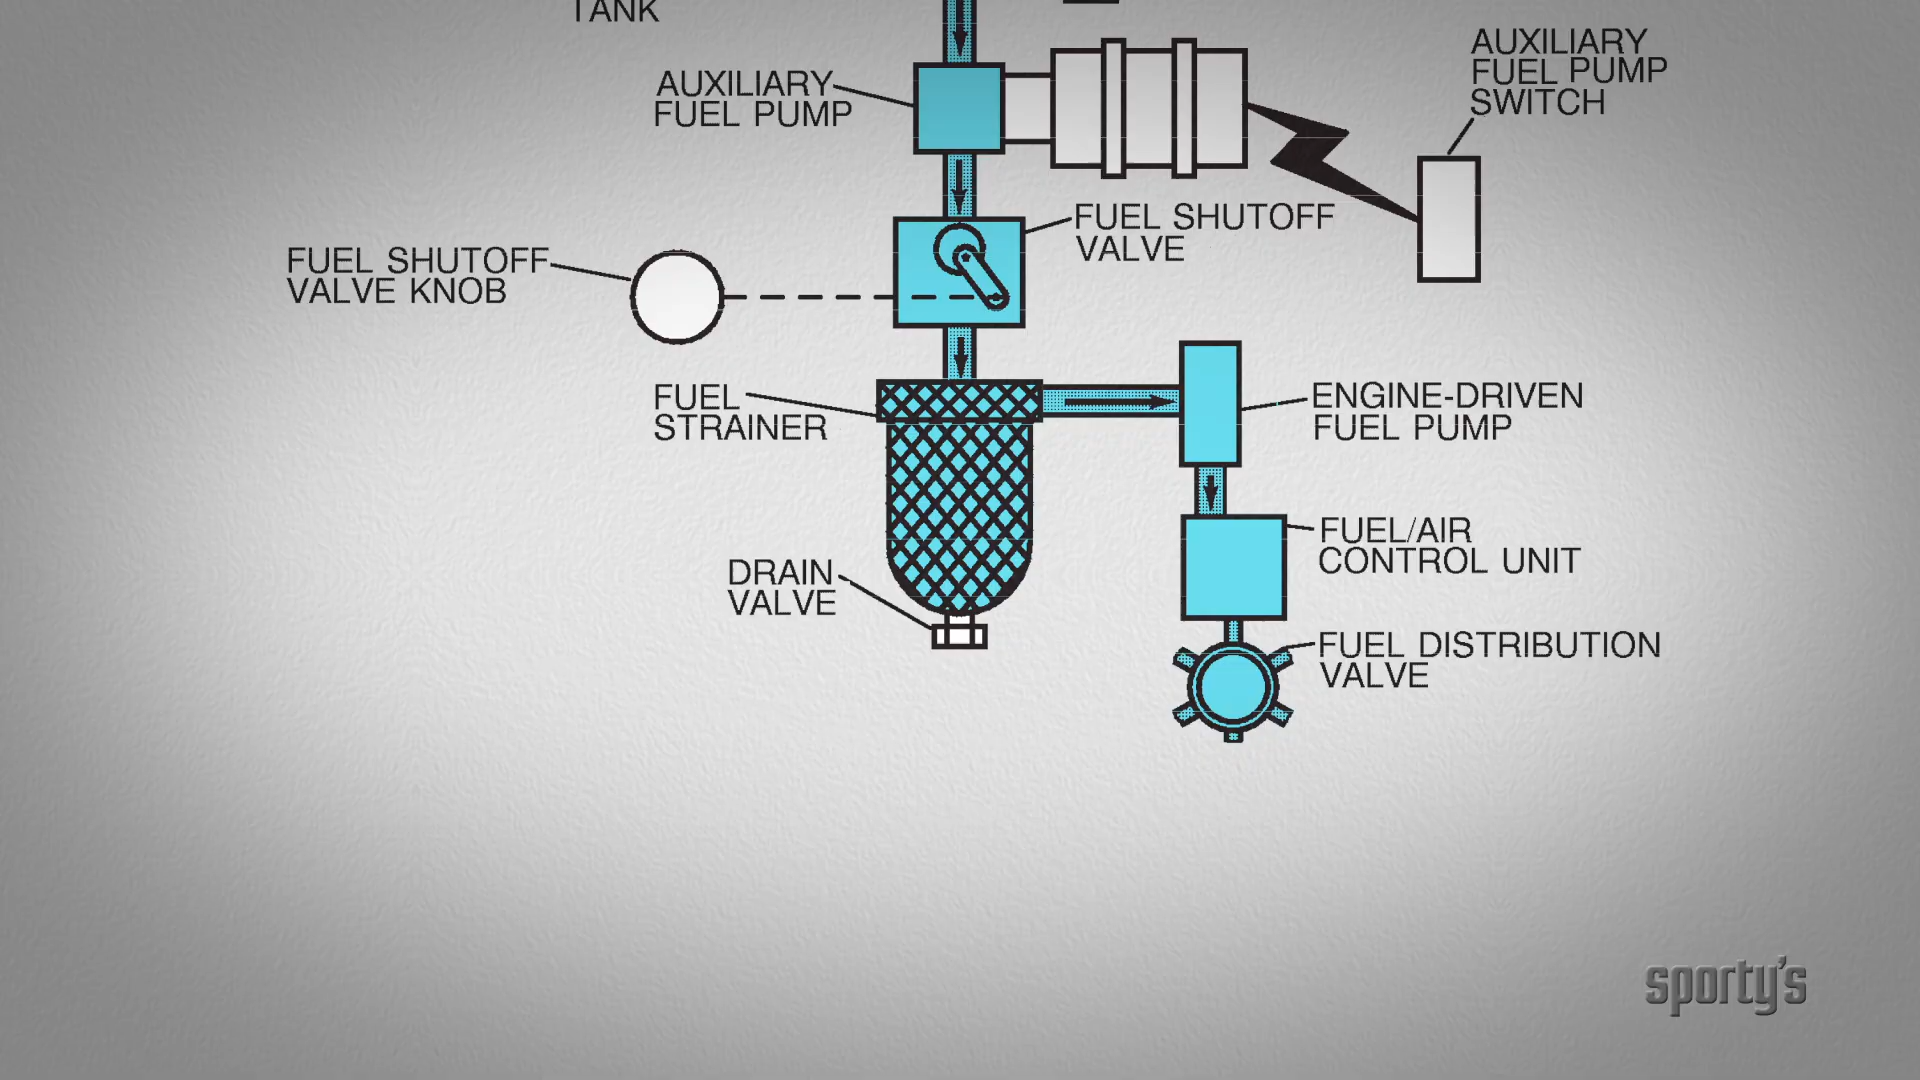 TANK
AUXILIARY
FUEL PUMP
AUXILIARY
FUEL PUMP
SWITCH
FUEL SHUTOFF
VALVE
FUEL SHUTOFF
VALVE KNOB
FUEL
STRAINER
ENGINE-DRIVEN
FUEL PUMP
FUEL/AIR
CONTROL UNIT
DRAIN
VALVE
FUEL DISTRIBUTION
VALVE
sporty's